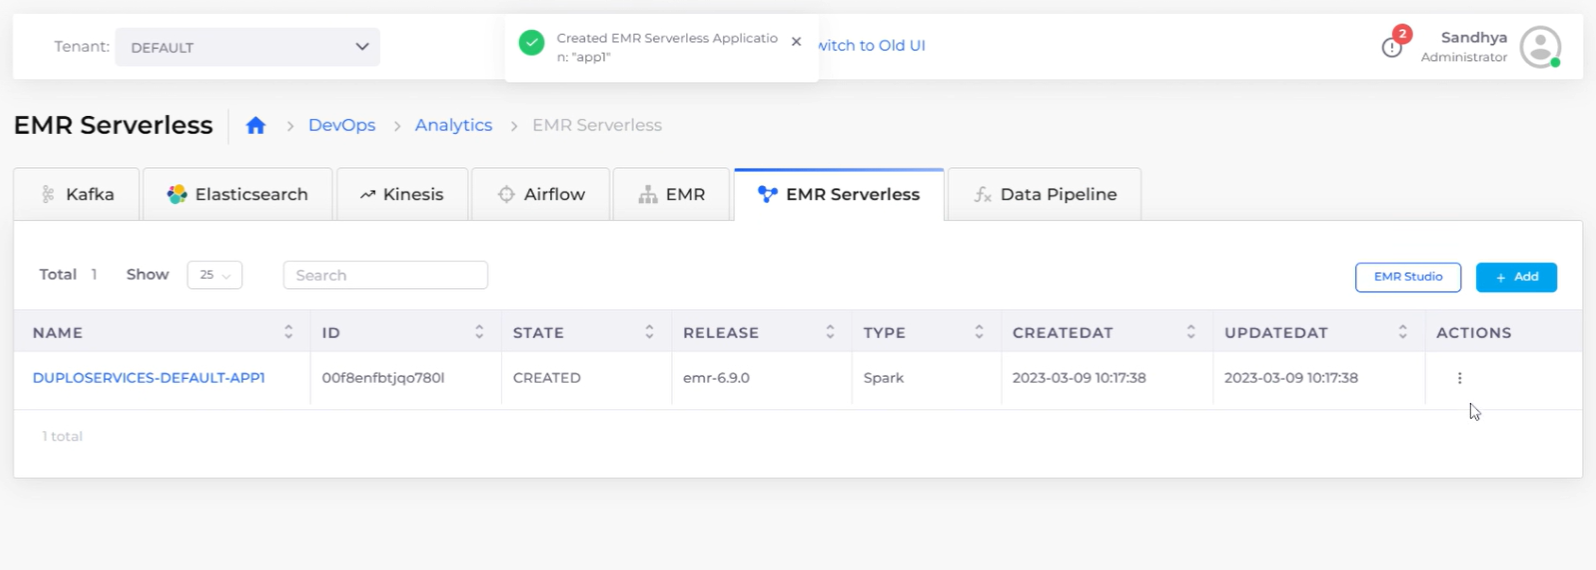 Tenant: DEFAULT
Created EMR Serverless Applicatio
n: "app1"
witch to Old UI
2
Sandhya
Administrator
EMR Serverless
DevOps
Analytics
EMR Serverless
Kafka
Elasticsearch
Kinesis
Airflow
EMR
EMR Serverless
Data Pipeline
Total 1 Show 25 Search
EMR Studio
+ Add
NAME ID STATE RELEASE TYPE CREATEDAT UPDATEDAT ACTIONS
DUPLOSERVICES-DEFAULT-APP1 00f8enfbtjqo780l CREATED emr-6.9.0 Spark 2023-03-09 10:17:38 2023-03-09 10:17:38
1 total